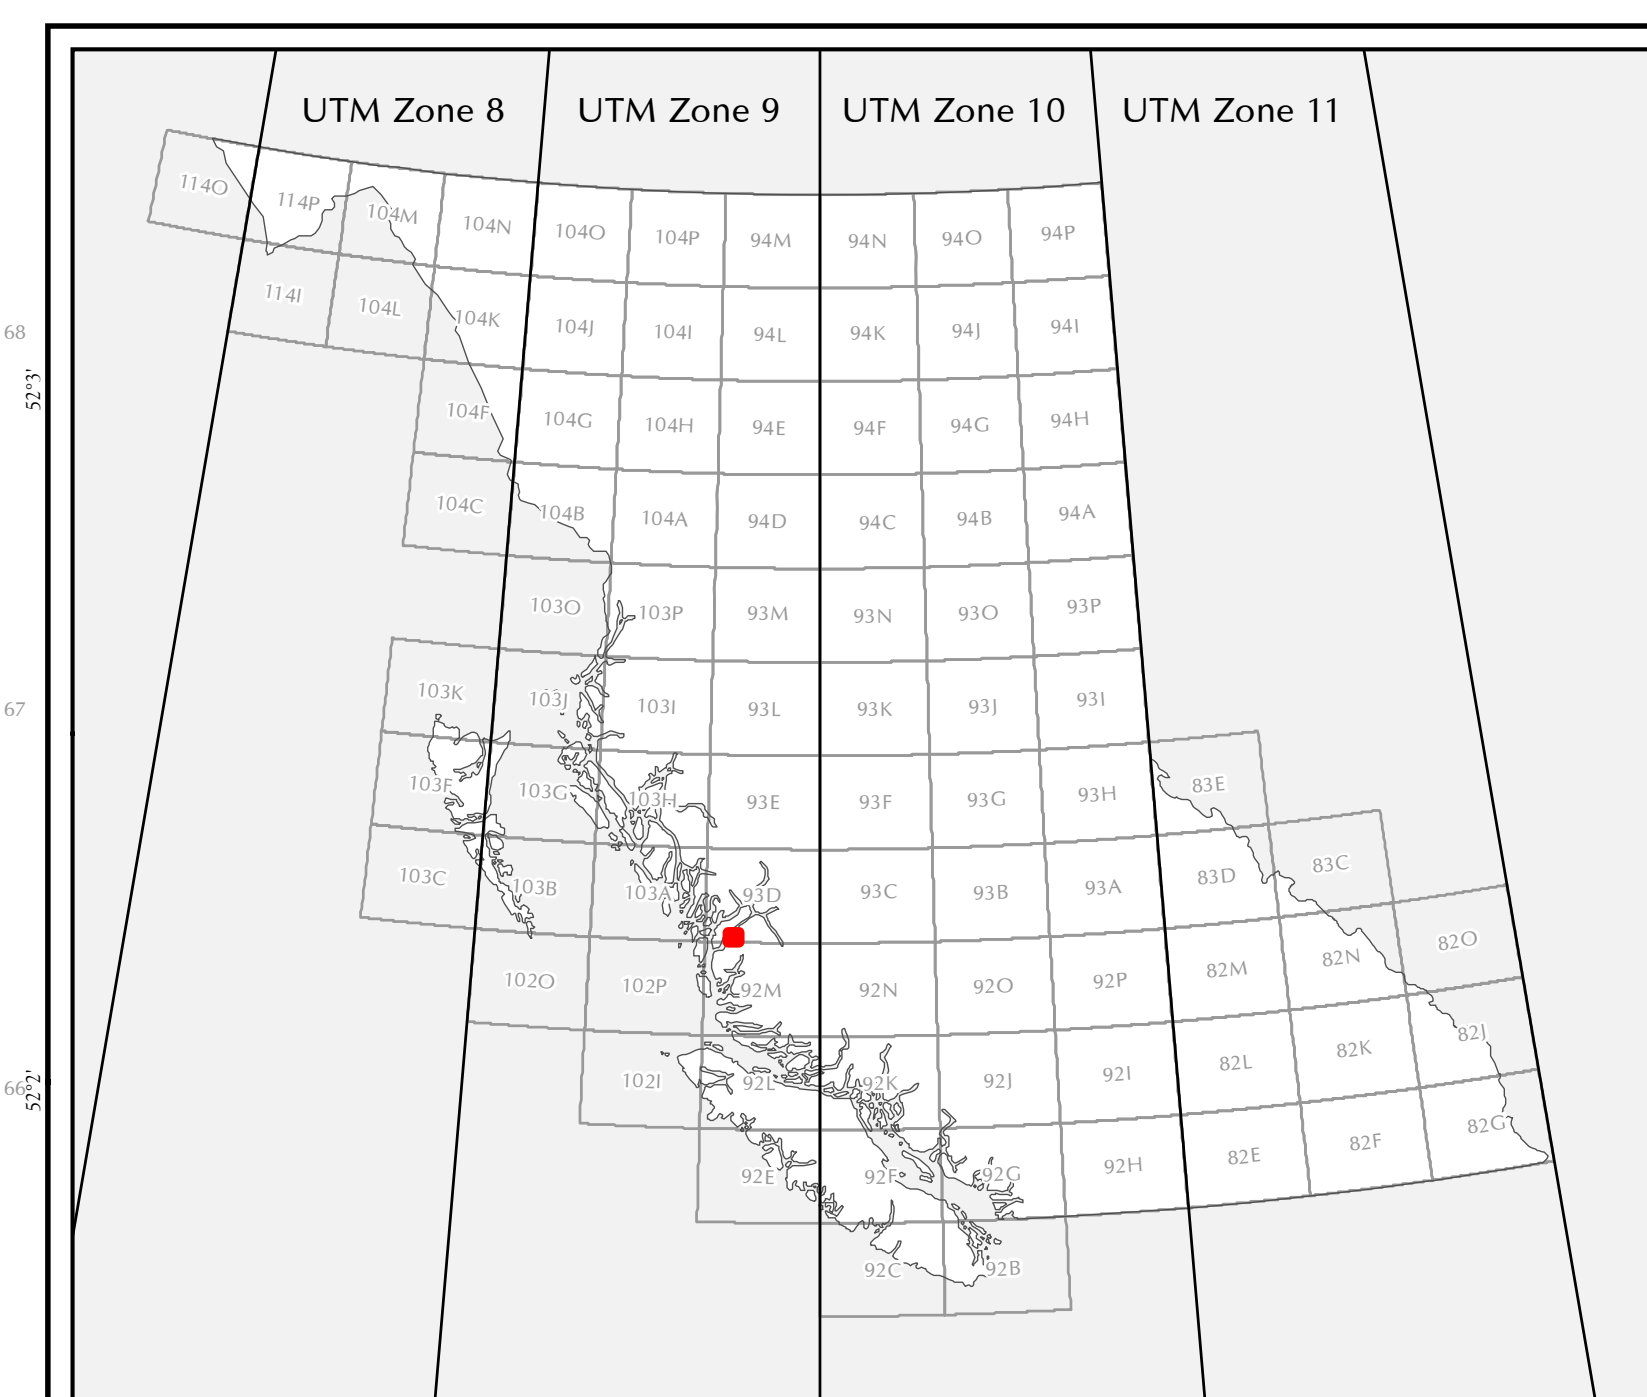 UTM Zone 8 UTM Zone 9 UTM Zone 10 UTM Zone 11
114O 114P 104M 104N 104O 104P 94M 94N 94O 94P
114I 104L 104K 104J 104I 94L 94K 94J 94I
68
52°3'
104F 104G 104H 94E 94F 94G 94H
104C 104B 104A 94D 94C 94B 94A
103O 103P 93M 93N 93O 93P
67
103K 103J 103I 93L 93K 93J 93I
103F 103G 103H 93E 93F 93G 93H 83E
103C 103B 103A 93D 93C 93B 93A 83D 83C
102O 102P 92M 92N 92O 92P 82M 82N 82O
66
52°2'
102I 92L 92K 92J 92I 82L 82K 82J
92E 92F 92G 92H 82E 82F 82G
92C 92B